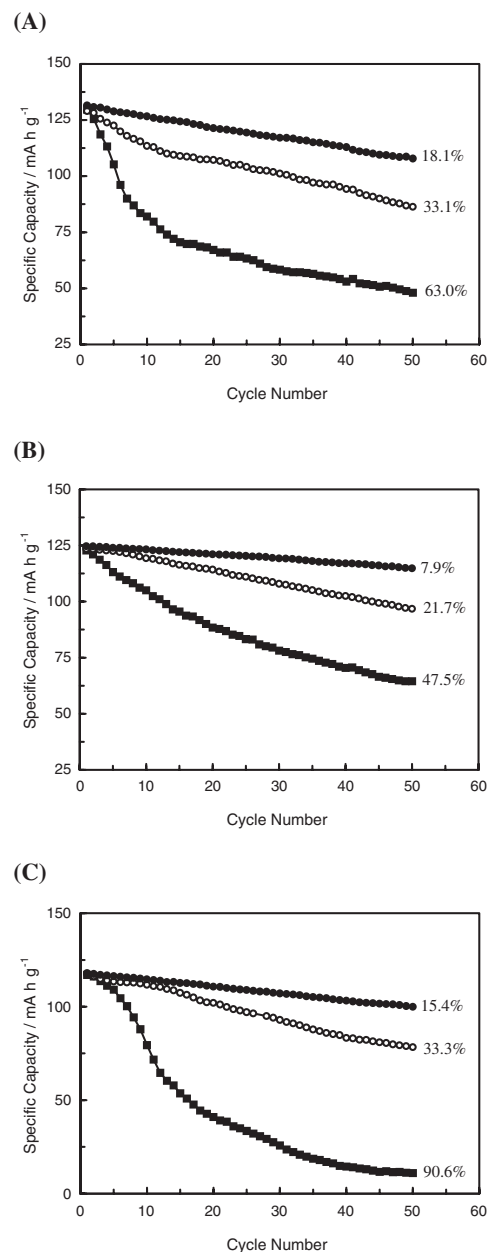 (A)
150
125
100
75
50
25
Specific Capacity / mA h g⁻¹
18.1%
33.1%
63.0%
0 10 20 30 40 50 60
Cycle Number
(B)
150
125
100
75
50
25
Specific Capacity / mA h g⁻¹
7.9%
21.7%
47.5%
0 10 20 30 40 50 60
Cycle Number
(C)
150
100
50
0
Specific Capacity / mA h g⁻¹
15.4%
33.3%
90.6%
0 10 20 30 40 50 60
Cycle Number